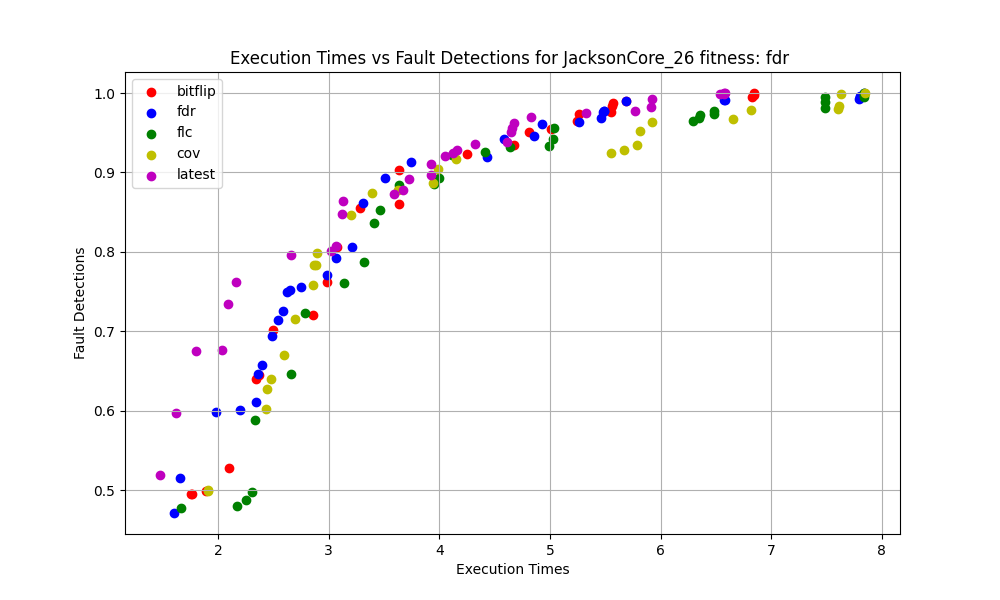 Execution Times vs Fault Detections for JacksonCore_26 fitness: fdr
bitflip
fdr
flc
cov
latest
1.0
0.9
0.8
0.7
0.6
0.5
Fault Detections
2 3 4 5 6 7 8
Execution Times